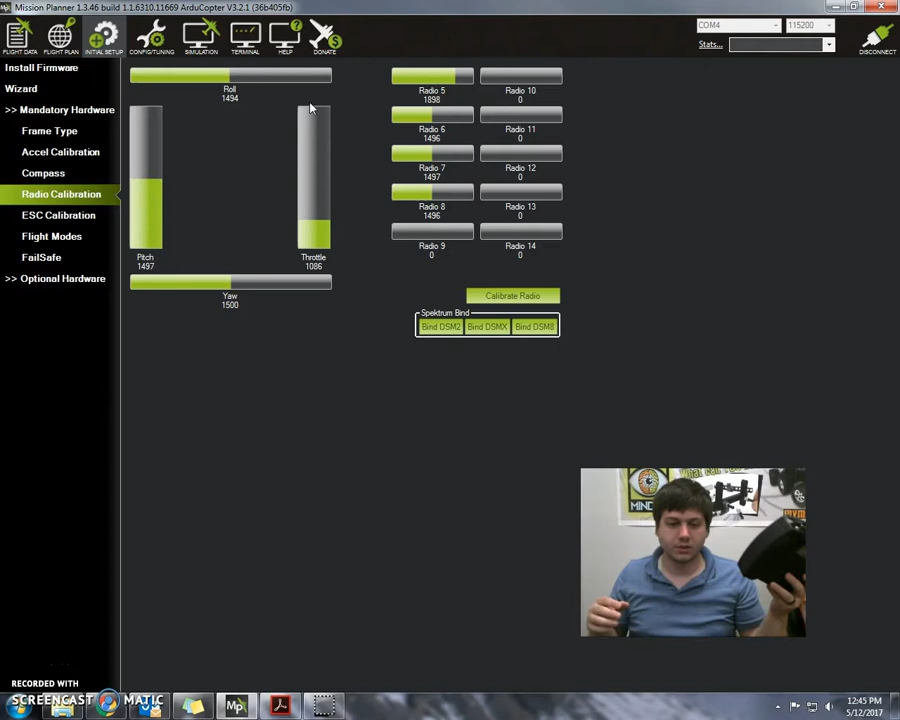 Mission Planner 1.3.46 build 1.1.6310.11669 ArduCopter V3.2.1 (36b405fb)
FLIGHT DATA
FLIGHT PLAN
INITIAL SETUP
CONFIG/TUNING
SIMULATION
TERMINAL
HELP
DONATE
COM4
115200
Stats...
DISCONNECT
Install Firmware
Wizard
>> Mandatory Hardware
Frame Type
Accel Calibration
Compass
Radio Calibration
ESC Calibration
Flight Modes
FailSafe
>> Optional Hardware
Roll
1494
Pitch
1497
Throttle
1086
Yaw
1500
Radio 5
1898
Radio 10
0
Radio 6
1496
Radio 11
0
Radio 7
1497
Radio 12
0
Radio 8
1496
Radio 13
0
Radio 9
0
Radio 14
0
Calibrate Radio
Spektrum Bind
Bind DSM2
Bind DSMX
Bind DSM8
MIND
RECORDED WITH
SCREENCAST MATIC
12:45 PM
5/12/2017